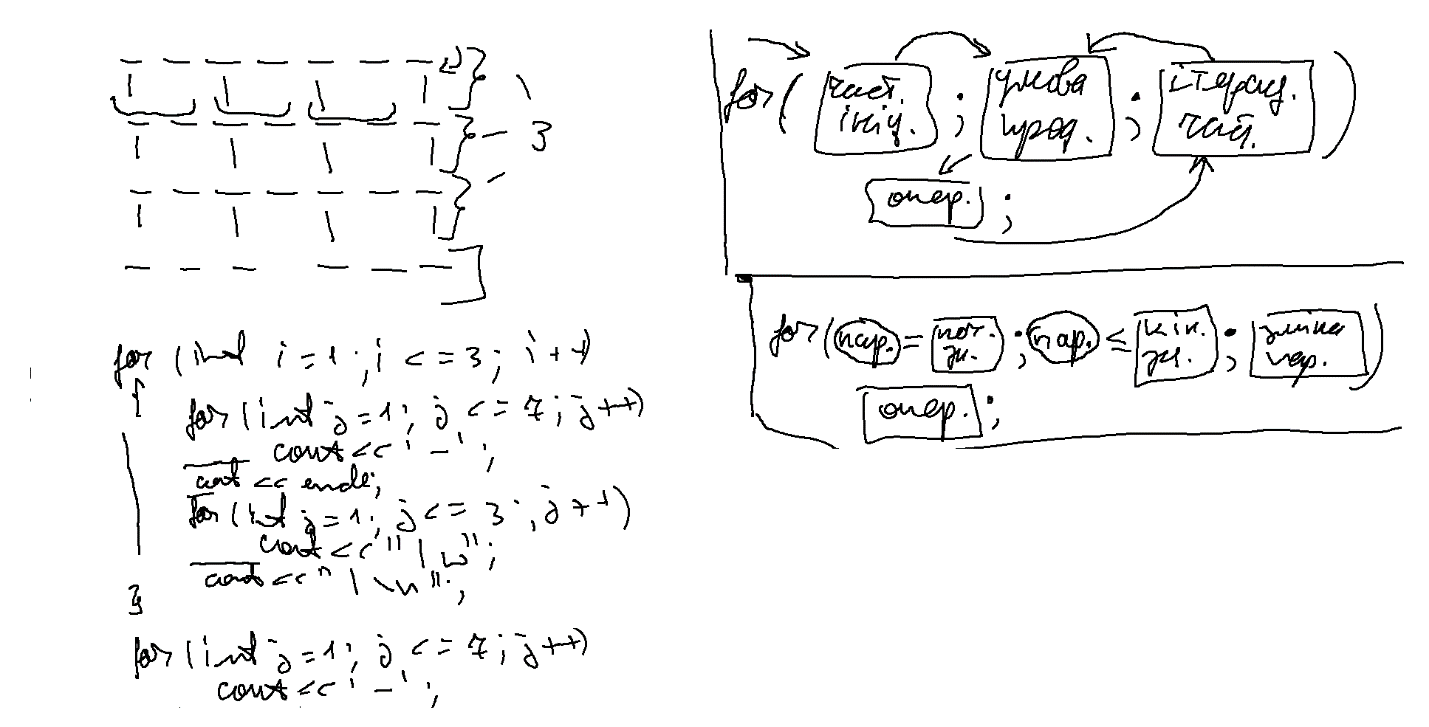 3
for (int i=1; i <=3; i++)
{
for (int j=1; j <=7; j++)
cout << '-';
cout << endl;
for (int j=1; j <= 3; j++)
cout << "| ␣";
cout << "|\n";
}
for (int j=1; j <=7; j++)
cout << '-';
for ( част. ініц. ; умова прод. ; ітерац. част. )
опер. ;
for ( пар. = поч. зн. ; пар. ≤ кін. зн. ; зміна пар. )
опер. ;